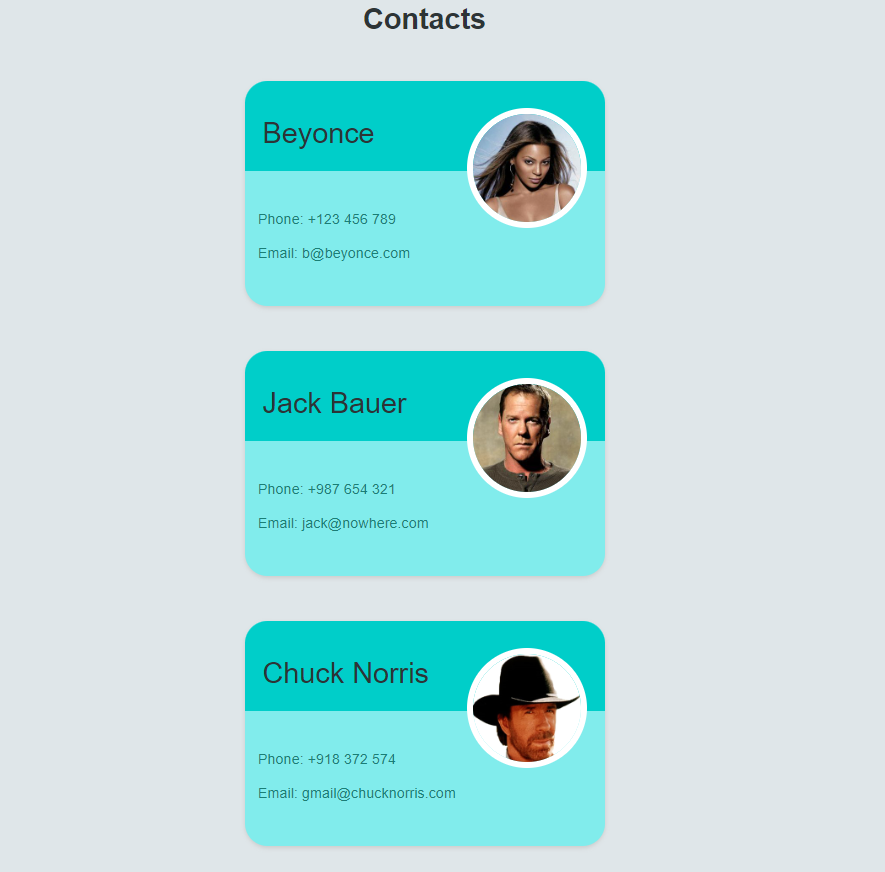 Contacts
Beyonce
Phone: +123 456 789
Email: b@beyonce.com
Jack Bauer
Phone: +987 654 321
Email: jack@nowhere.com
Chuck Norris
Phone: +918 372 574
Email: gmail@chucknorris.com